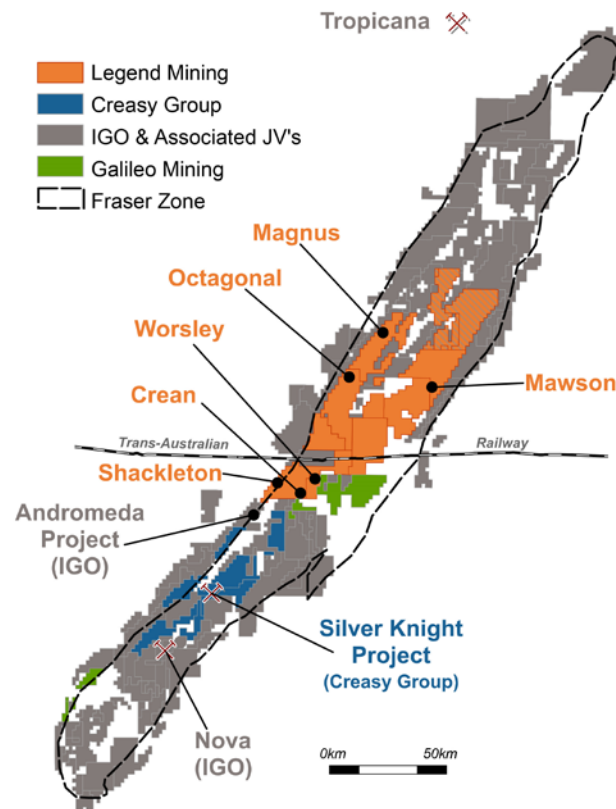 Tropicana
Legend Mining
Creasy Group
IGO & Associated JV's
Galileo Mining
Fraser Zone
Magnus
Octagonal
Worsley
Crean
Mawson
Trans-Australian
Railway
Shackleton
Andromeda
Project
(IGO)
Silver Knight
Project
(Creasy Group)
Nova
(IGO)
0km
50km